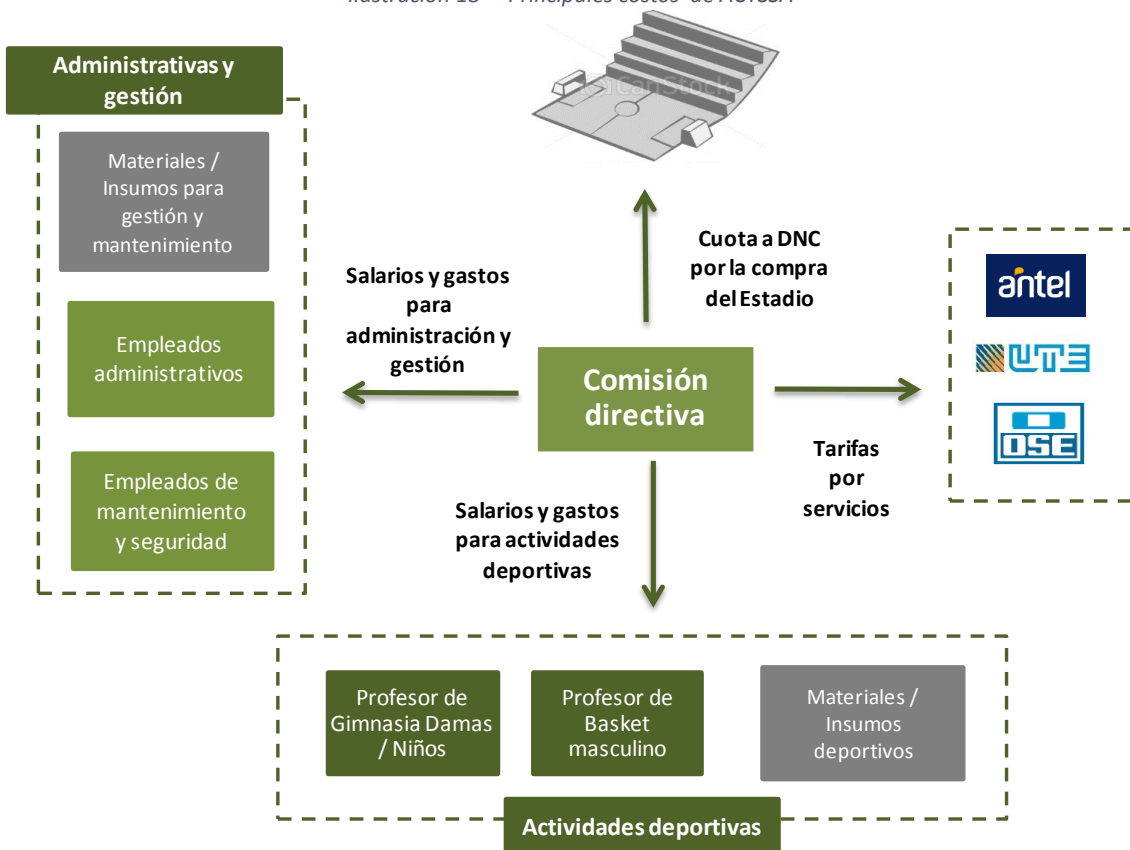 Administrativas y
gestión
Materiales /
Insumos para
gestión y
mantenimiento
Empleados
administrativos
Empleados de
mantenimiento
y seguridad
CanStock
Cuota a DNC
por la compra
del Estadio
Salarios y gastos
para
administración y
gestión
Comisión
directiva
antel
UTE
OSE
Tarifas
por
servicios
Salarios y gastos
para actividades
deportivas
Profesor de
Gimnasia Damas
/ Niños
Profesor de
Basket
masculino
Materiales /
Insumos
deportivos
Actividades deportivas